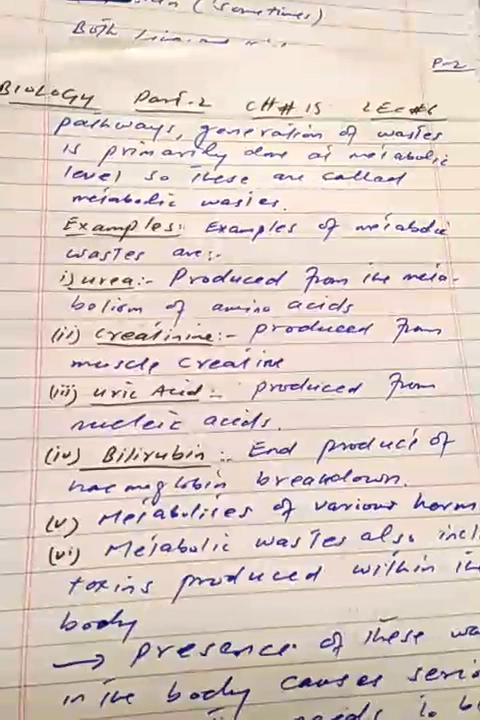 (Sometimes)
Both
P-2
BIOLOGY Part-2 CH#15 LEC#6
pathways, generation of wastes
is primarily done at metabolic
level so these are called
metabolic wastes.
Examples: Examples of metabolic
wastes are:-
i) urea:- Produced from the meta-
bolism of amino acids
(ii) Creatinine:- produced from
muscle Creatine
(iii) Uric Acid:- produced from
nucleic acids.
(iv) Bilirubin:- End product of
haemoglobin breakdown.
(v) Metabolites of various horm
(vi) Metabolic wastes also incl
toxins produced within the
body
→ presence of these wa
in the body causes serio